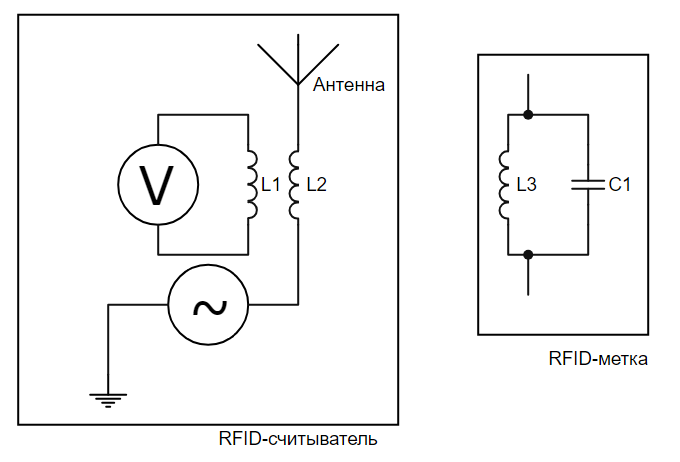 Антенна
V
L1
L2
L3
C1
~
RFID-метка
RFID-считыватель